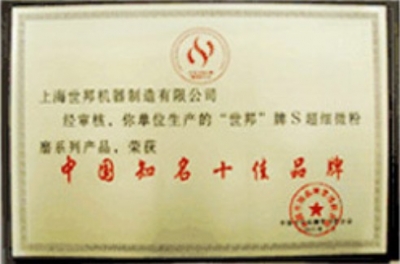 上海世邦机器制造有限公司
经审核、你单位生产的“世邦”牌S超细微粉
磨系列产品，荣获
中国知名十佳品牌